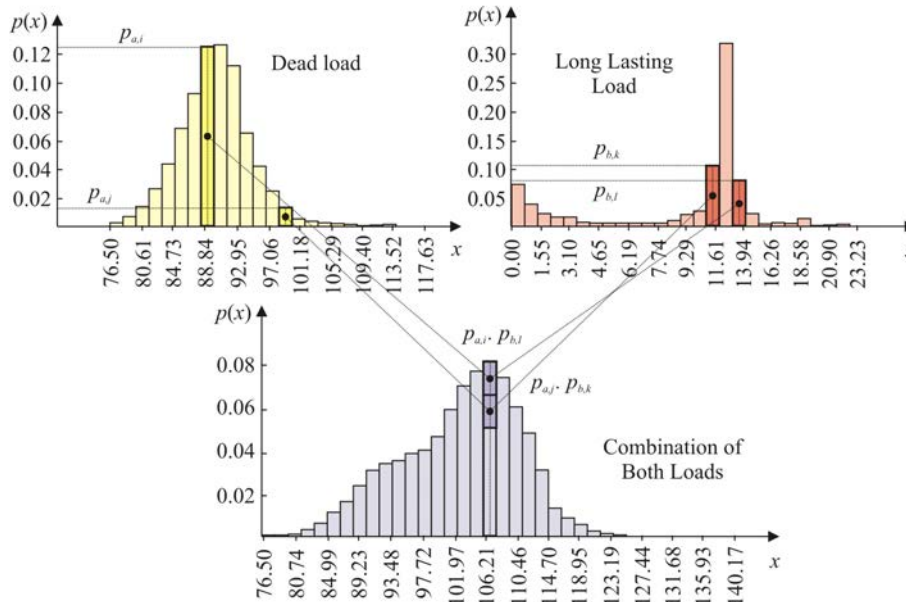 p(x)
0.12
0.10
0.08
0.06
0.04
0.02
p_{a,i}
p_{a,j}
Dead load
76.50 80.61 84.73 88.84 92.95 97.06 101.18 105.29 109.40 113.52 117.63 x
p(x)
0.30
0.25
0.20
0.15
0.10
0.05
Long Lasting
Load
p_{b,k}
p_{b,l}
0.00 1.55 3.10 4.65 6.19 7.74 9.29 11.61 13.94 16.26 18.58 20.90 23.23
p(x)
0.08
0.06
0.04
0.02
p_{a,i} · p_{b,l}
p_{a,j} · p_{b,k}
Combination of
Both Loads
76.50 80.74 84.99 89.23 93.48 97.72 101.97 106.21 110.46 114.70 118.95 123.19 127.44 131.68 135.93 140.17 x